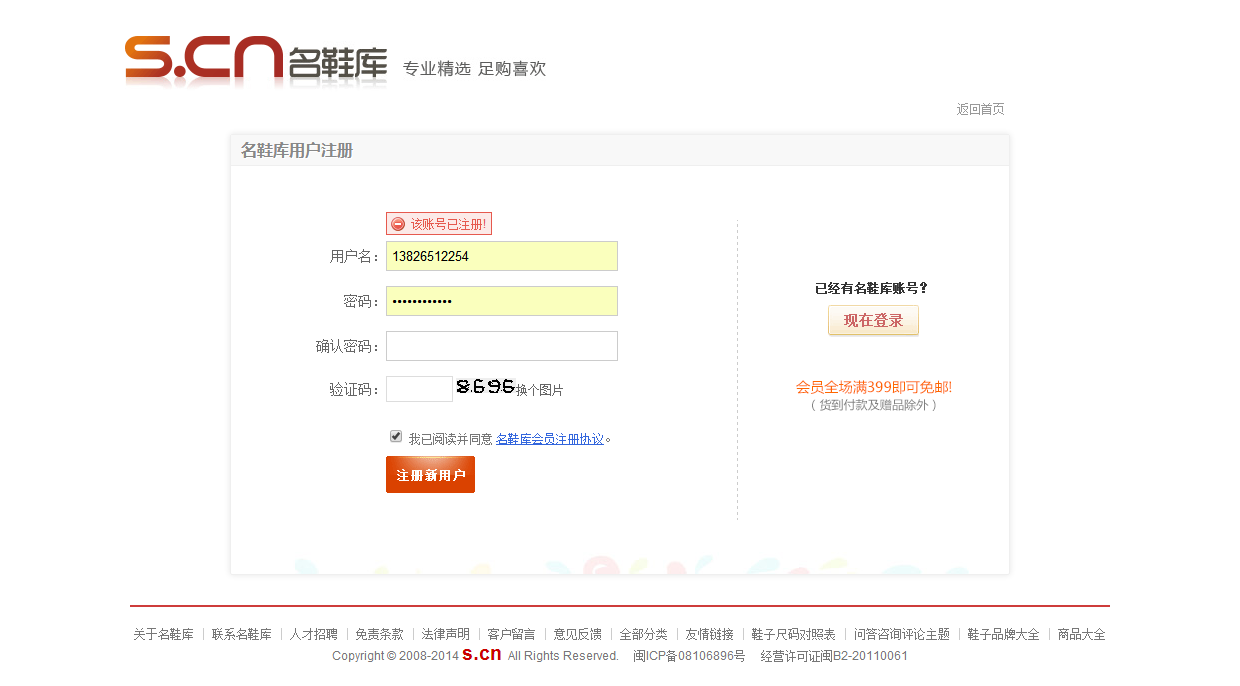 s.cn 名鞋库 专业精选 足购喜欢
返回首页
名鞋库用户注册
该账号已注册!
用户名：13826512254
密码：••••••••••••
确认密码：
验证码：8696 换个图片
我已阅读并同意 名鞋库会员注册协议。
注册新用户
已经有名鞋库账号？
现在登录
会员全场满399即可免邮!
（ 货到付款及赠品除外 ）
关于名鞋库 | 联系名鞋库 | 人才招聘 | 免责条款 | 法律声明 | 客户留言 | 意见反馈 | 全部分类 | 友情链接 | 鞋子尺码对照表 | 问答咨询评论主题 | 鞋子品牌大全 | 商品大全
Copyright © 2008-2014 s.cn All Rights Reserved. 闽ICP备08106896号 经营许可证闽B2-20110061